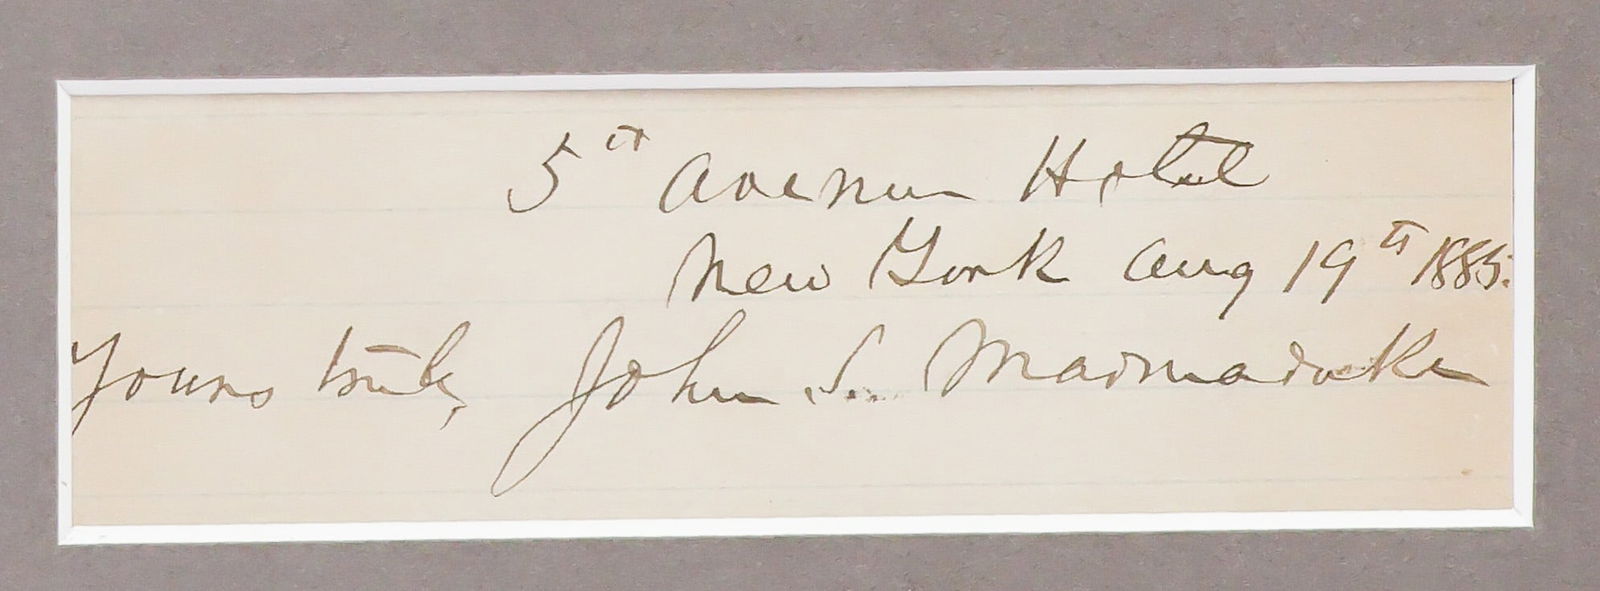 5th Avenue Hotel
New York Aug 19th 1885.
Yours truly, John S. Marmaduke